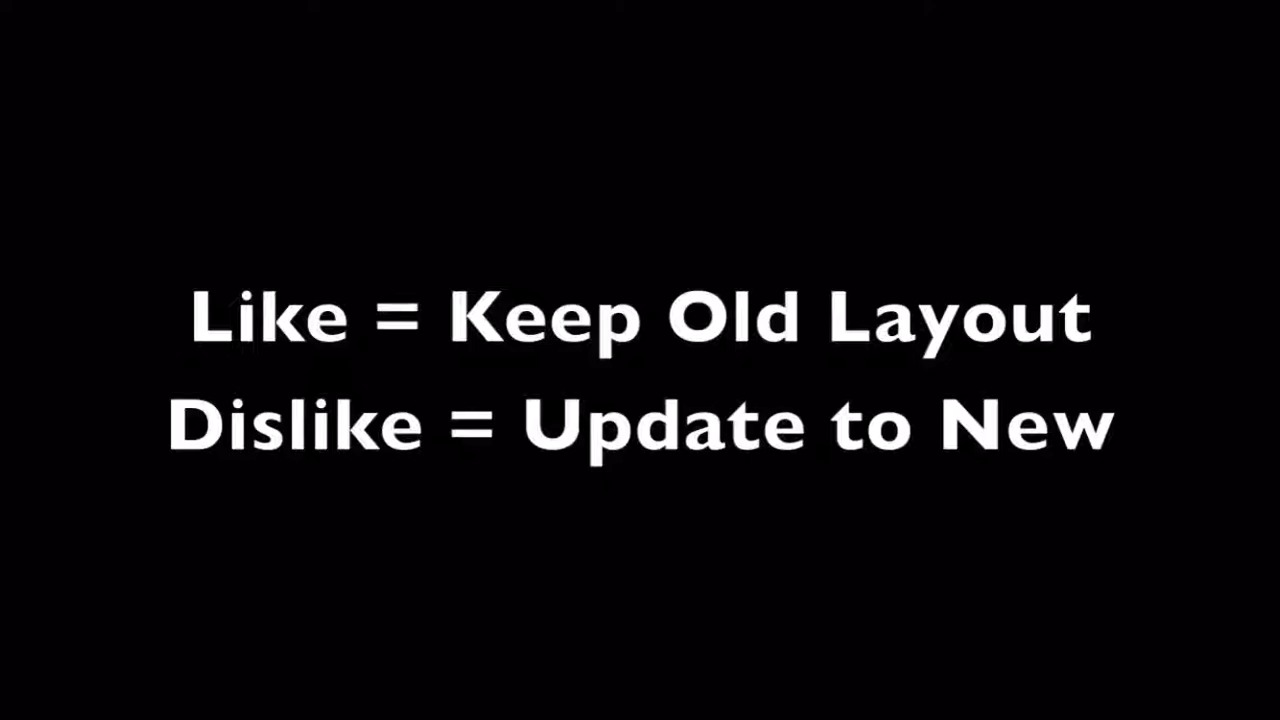 Like = Keep Old Layout
Dislike = Update to New